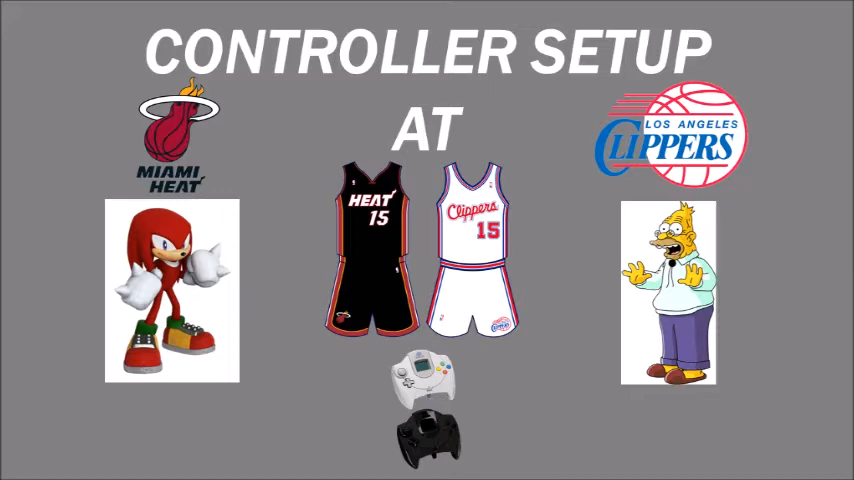 CONTROLLER SETUP
AT
MIAMI
HEAT
LOS ANGELES
CLIPPERS
HEAT
15
Clippers
15